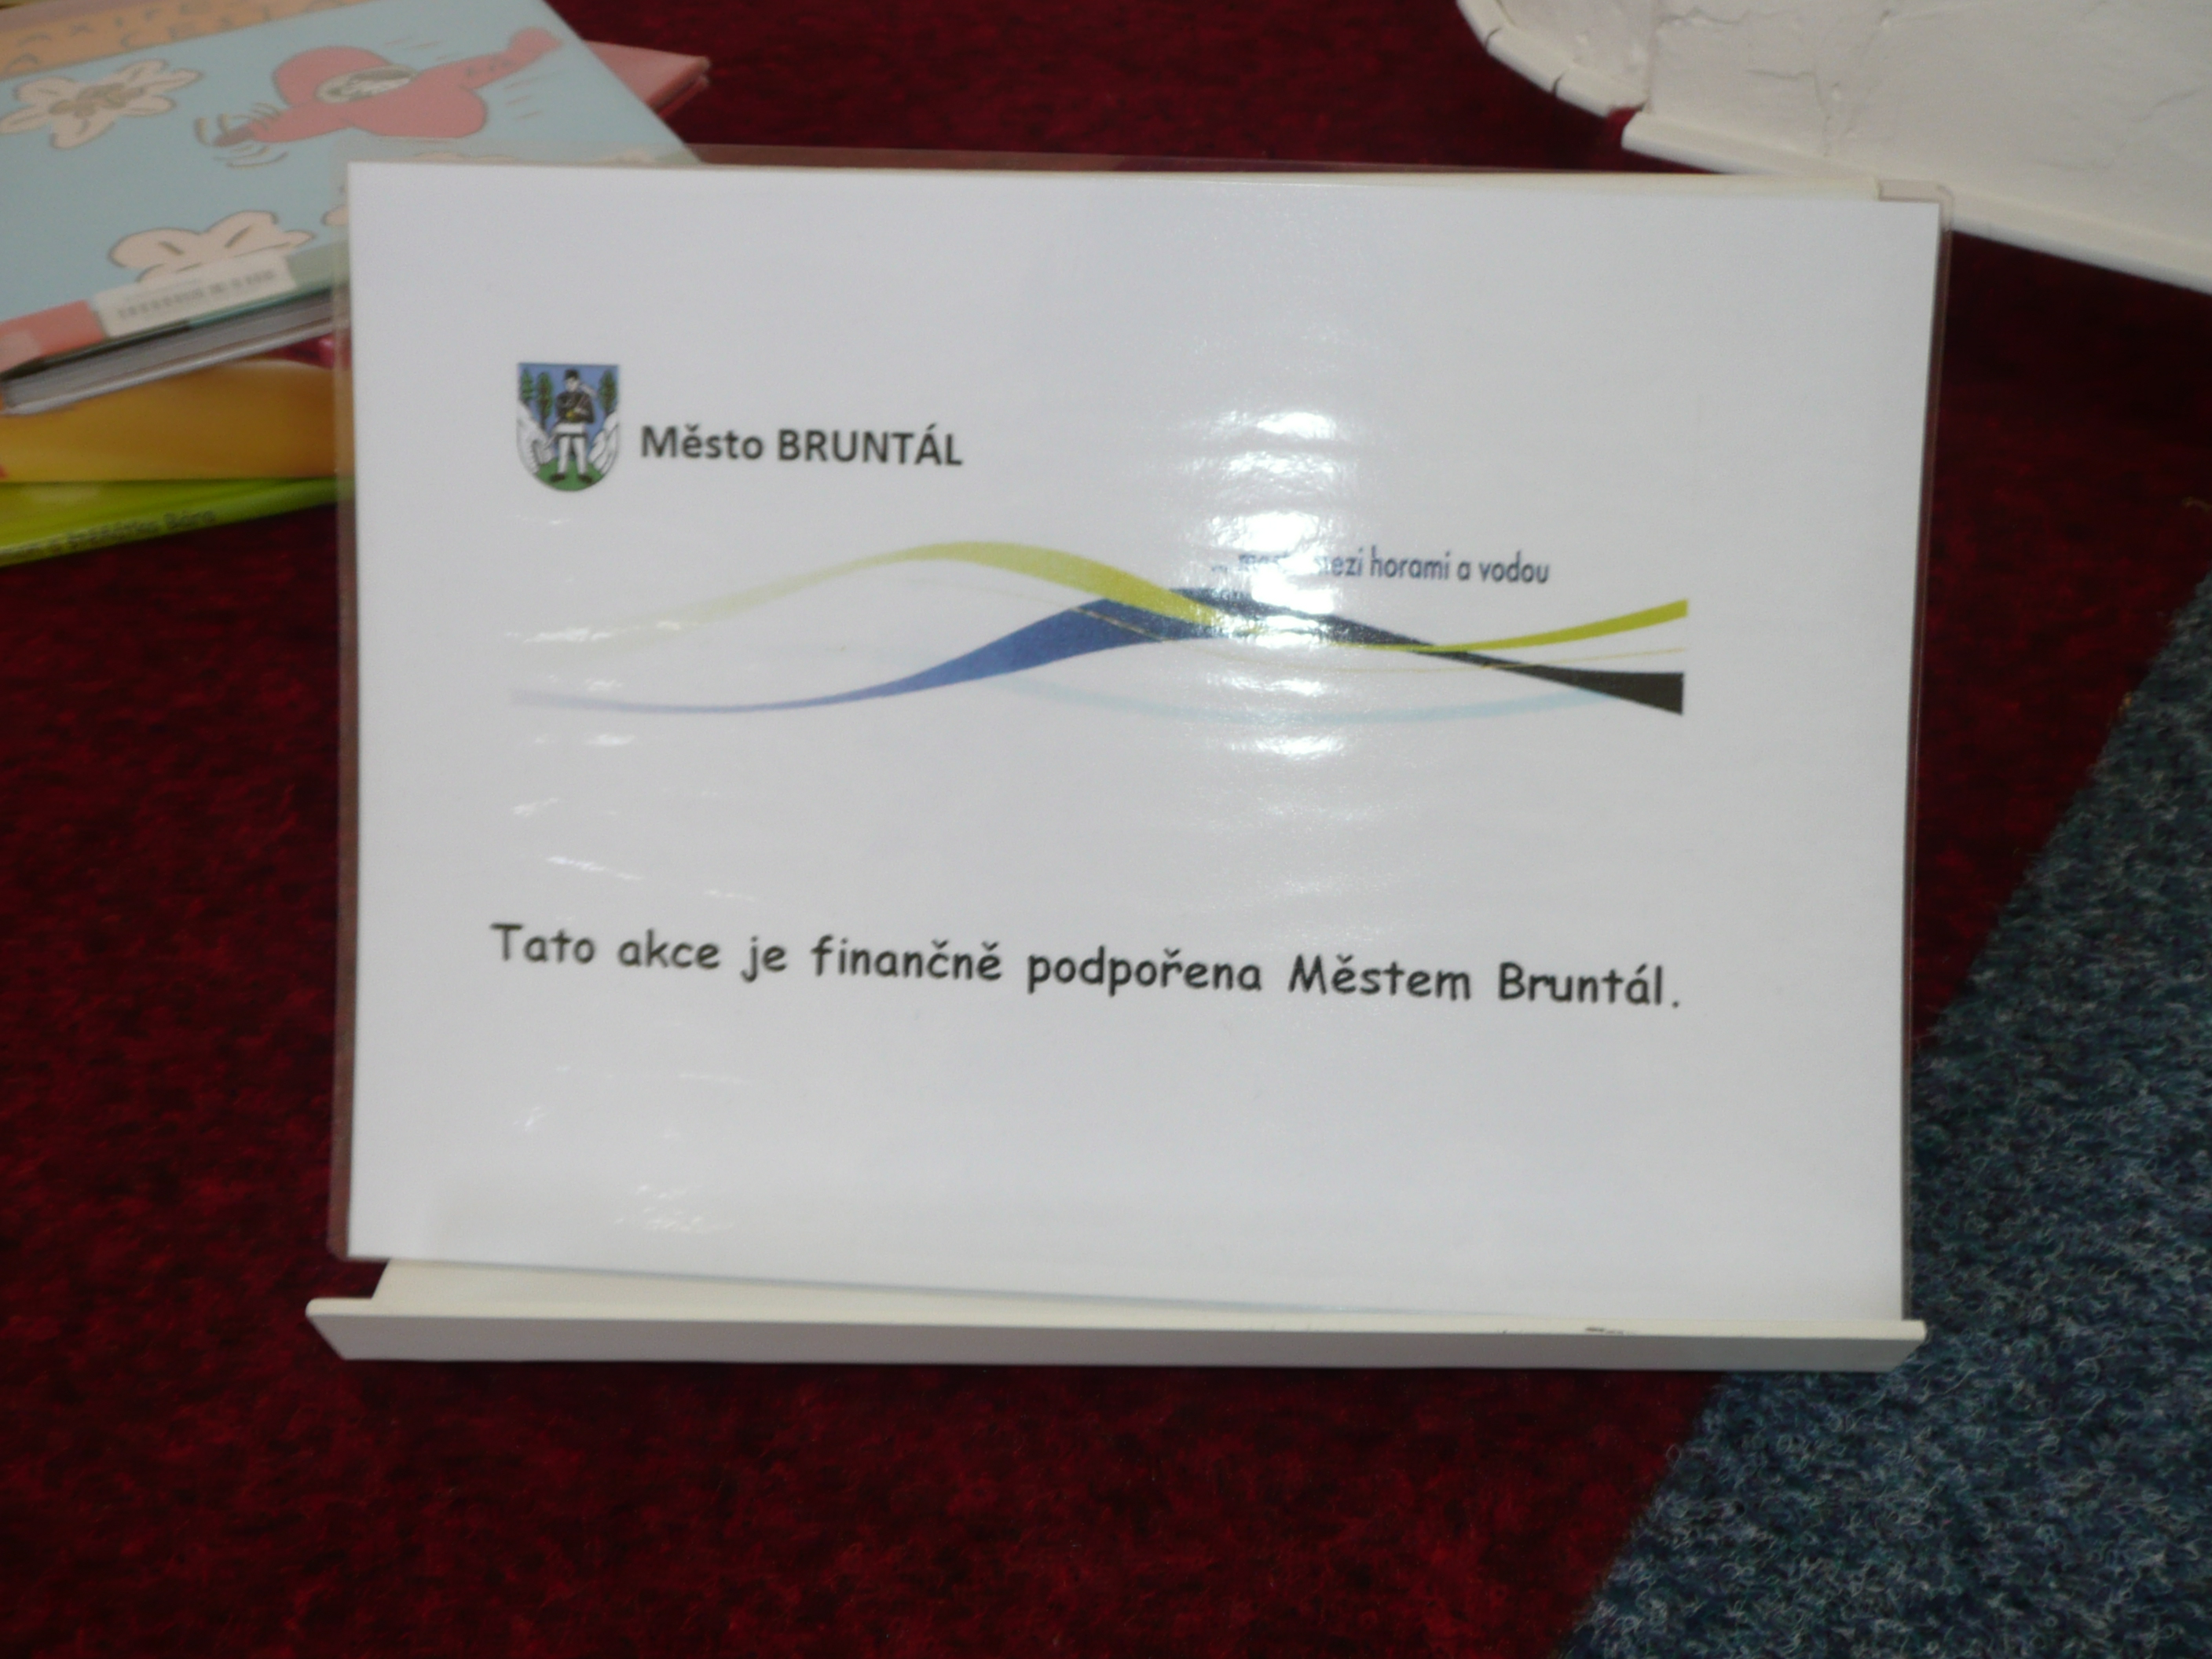 Město BRUNTÁL
... mezi horami a vodou
Tato akce je finančně podpořena Městem Bruntál.